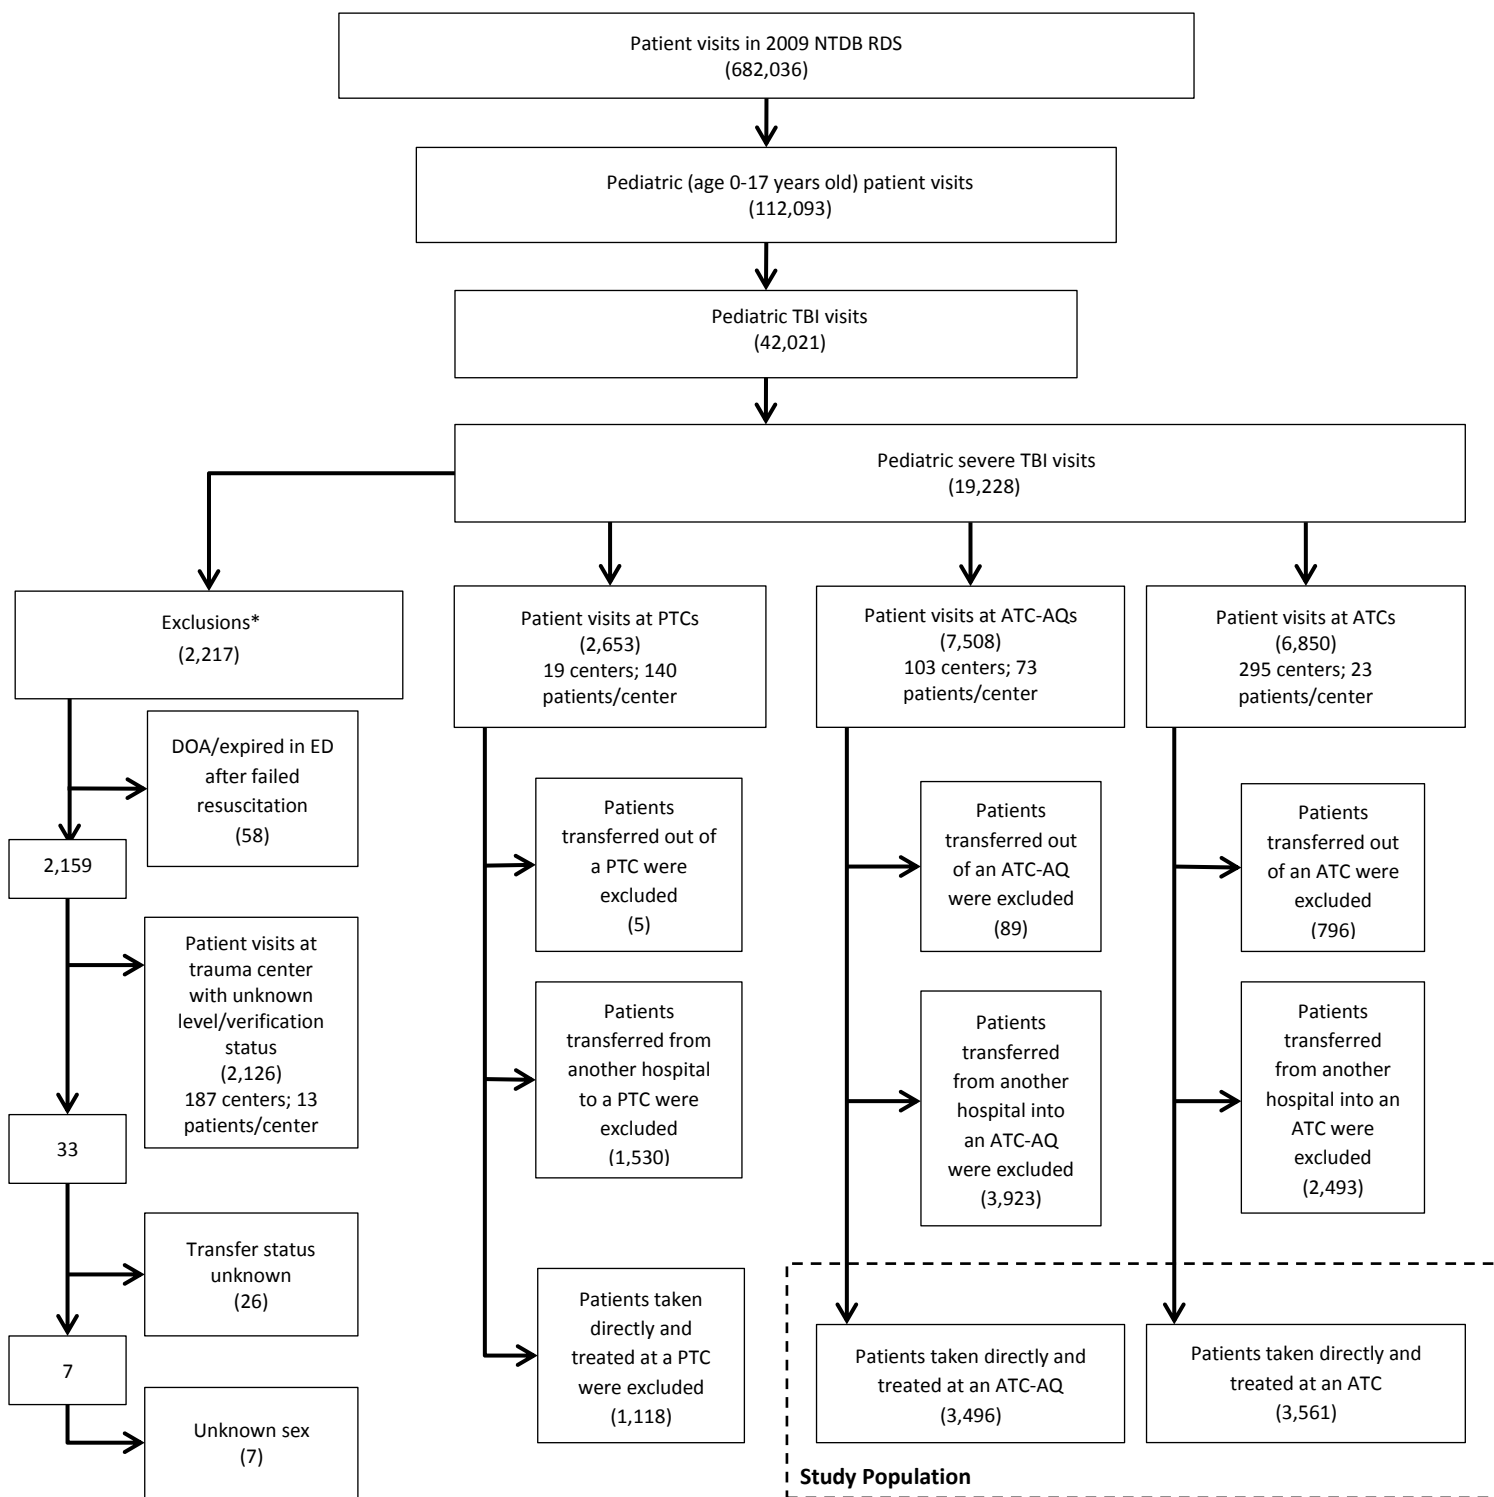 Patient visits in 2009 NTDB RDS
(682,036)
Pediatric (age 0-17 years old) patient visits
(112,093)
Pediatric TBI visits
(42,021)
Pediatric severe TBI visits
(19,228)
Exclusions*
(2,217)
DOA/expired in ED
after failed
resuscitation
(58)
2,159
Patient visits at
trauma center
with unknown
level/verification
status
(2,126)
187 centers; 13
patients/center
33
Transfer status
unknown
(26)
7
Unknown sex
(7)
Patient visits at PTCs
(2,653)
19 centers; 140
patients/center
Patients
transferred out of
a PTC were
excluded
(5)
Patients
transferred from
another hospital
to a PTC were
excluded
(1,530)
Patients taken
directly and
treated at a PTC
were excluded
(1,118)
Patient visits at ATC-AQs
(7,508)
103 centers; 73
patients/center
Patients
transferred out
of an ATC-AQ
were excluded
(89)
Patients
transferred
from another
hospital into
an ATC-AQ
were excluded
(3,923)
Patients taken directly and
treated at an ATC-AQ
(3,496)
Patient visits at ATCs
(6,850)
295 centers; 23
patients/center
Patients
transferred out
of an ATC were
excluded
(796)
Patients
transferred
from another
hospital into an
ATC were
excluded
(2,493)
Patients taken directly and
treated at an ATC
(3,561)
Study Population